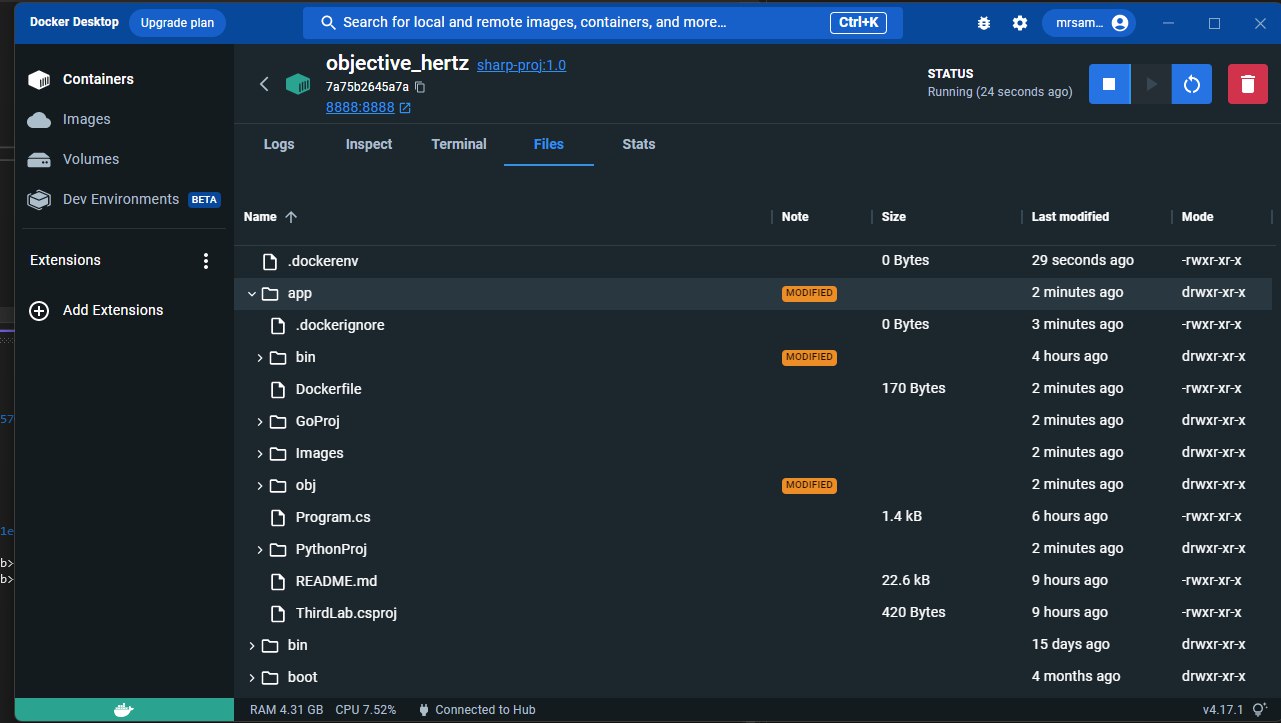 Docker Desktop Upgrade plan Search for local and remote images, containers, and more... Ctrl+K mrsam...
Containers
Images
Volumes
Dev Environments BETA
Extensions
Add Extensions
objective_hertz sharp-proj:1.0
7a75b2645a7a
8888:8888
STATUS
Running (24 seconds ago)
Logs Inspect Terminal Files Stats
Name Note Size Last modified Mode
.dockerenv 0 Bytes 29 seconds ago -rwxr-xr-x
app MODIFIED 2 minutes ago drwxr-xr-x
.dockerignore 0 Bytes 3 minutes ago -rwxr-xr-x
bin MODIFIED 4 hours ago drwxr-xr-x
Dockerfile 170 Bytes 2 minutes ago -rwxr-xr-x
GoProj 2 minutes ago drwxr-xr-x
Images 2 minutes ago drwxr-xr-x
obj MODIFIED 2 minutes ago drwxr-xr-x
Program.cs 1.4 kB 6 hours ago -rwxr-xr-x
PythonProj 2 minutes ago drwxr-xr-x
README.md 22.6 kB 9 hours ago -rwxr-xr-x
ThirdLab.csproj 420 Bytes 9 hours ago -rwxr-xr-x
bin 15 days ago drwxr-xr-x
boot 4 months ago drwxr-xr-x
57
1e
b>
b>
RAM 4.31 GB CPU 7.52% Connected to Hub v4.17.1